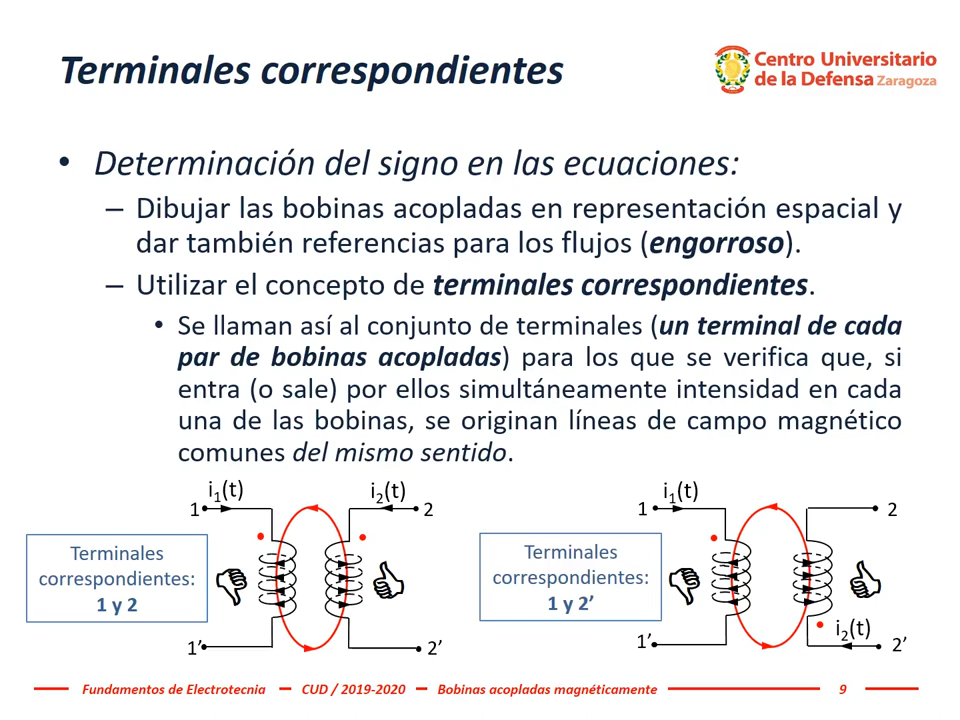 Terminales correspondientes
Centro Universitario
de la Defensa Zaragoza
• Determinación del signo en las ecuaciones:
– Dibujar las bobinas acopladas en representación espacial y
dar también referencias para los flujos (engorroso).
– Utilizar el concepto de terminales correspondientes.
• Se llaman así al conjunto de terminales (un terminal de cada
par de bobinas acopladas) para los que se verifica que, si
entra (o sale) por ellos simultáneamente intensidad en cada
una de las bobinas, se originan líneas de campo magnético
comunes del mismo sentido.
i1(t)
i2(t)
1
2
Terminales
correspondientes:
1 y 2
1’
2’
i1(t)
1
2
Terminales
correspondientes:
1 y 2’
i2(t)
1’
2’
Fundamentos de Electrotecnia — CUD / 2019-2020 — Bobinas acopladas magnéticamente 9